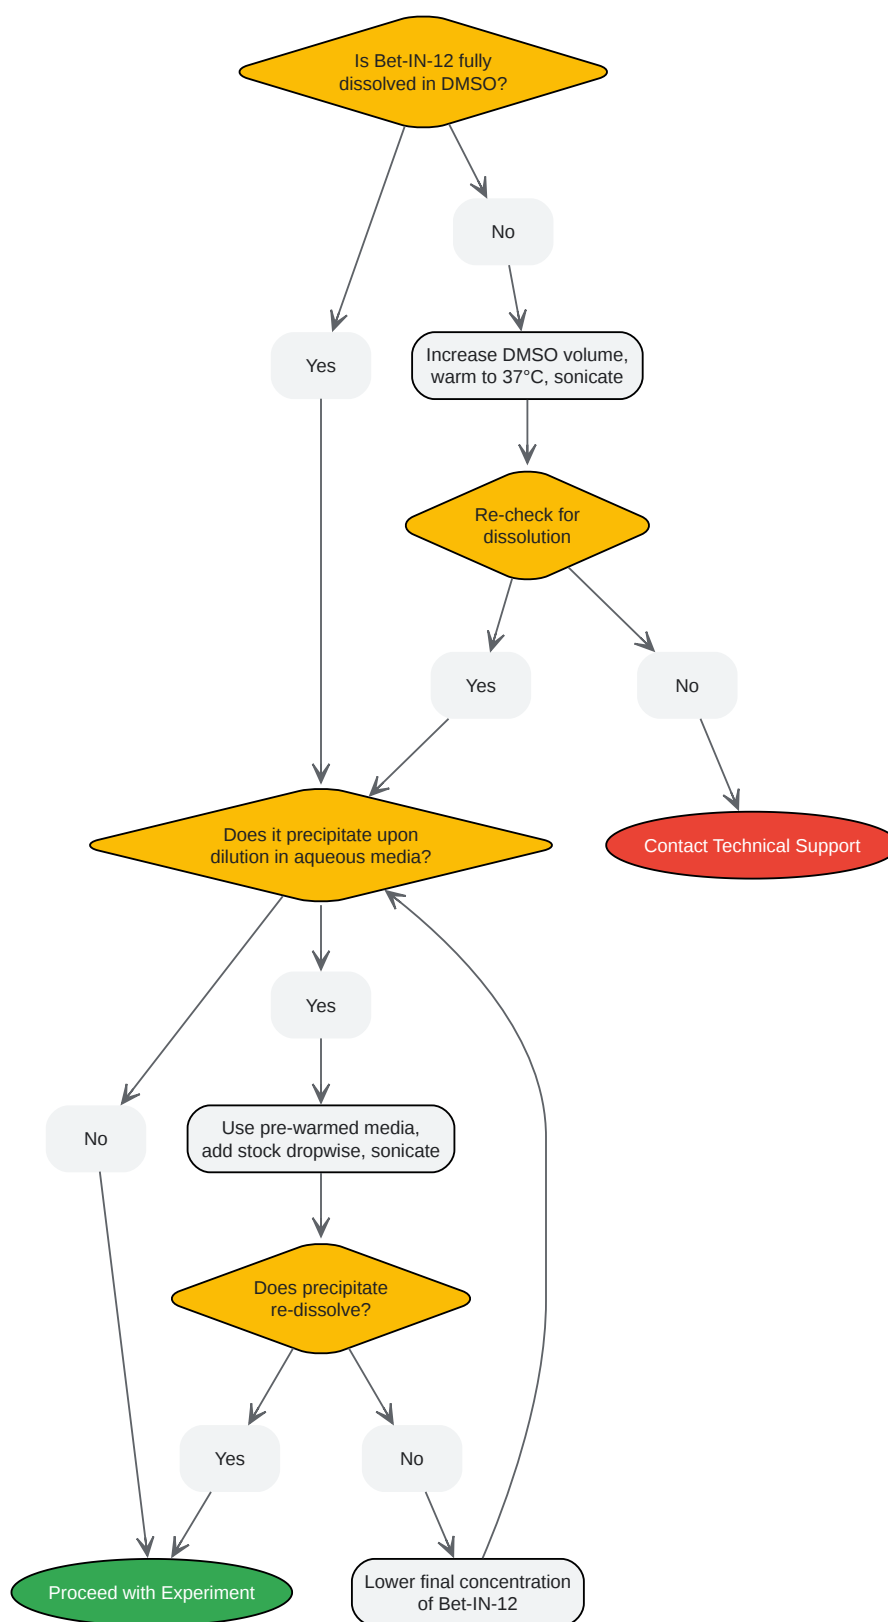 Is Bet-IN-12 fully
dissolved in DMSO?
No
Yes
Increase DMSO volume,
warm to 37°C, sonicate
Re-check for
dissolution
Yes
No
Does it precipitate upon
dilution in aqueous media?
Contact Technical Support
Yes
No
Use pre-warmed media,
add stock dropwise, sonicate
Does precipitate
re-dissolve?
Yes
No
Proceed with Experiment
Lower final concentration
of Bet-IN-12